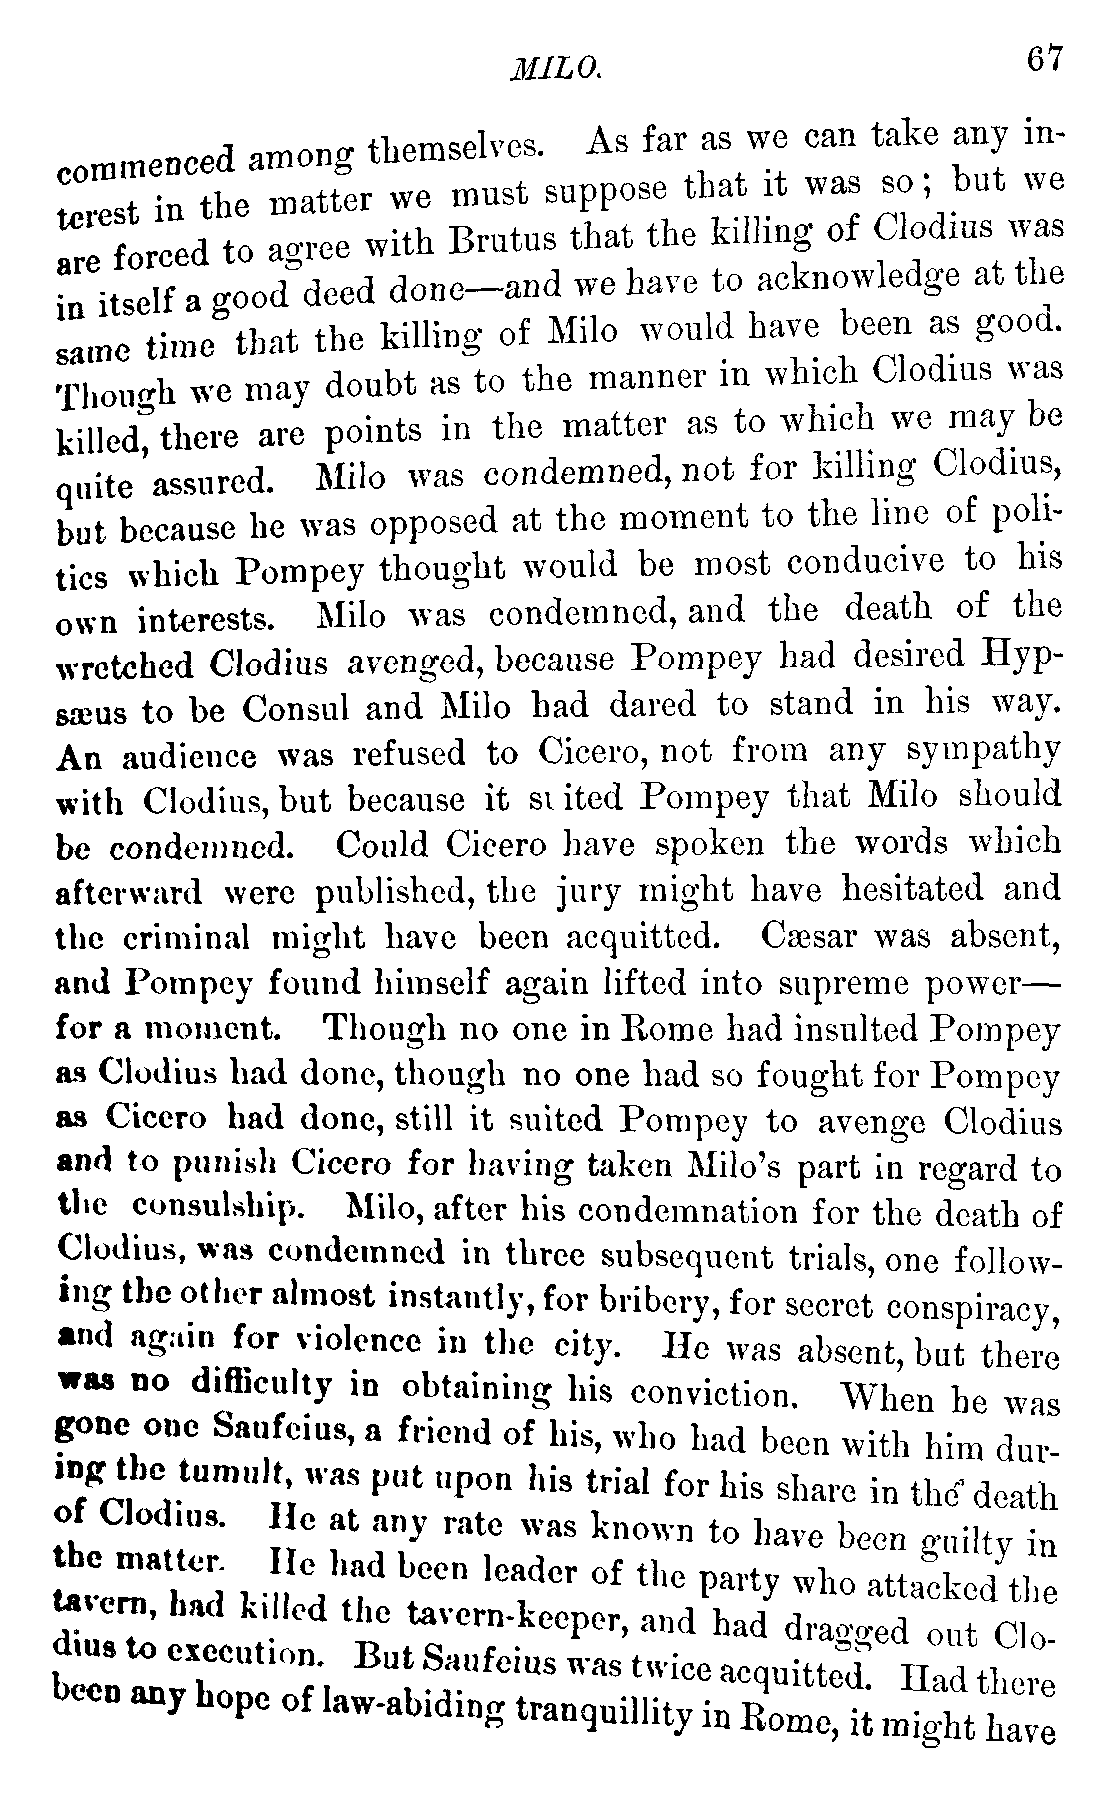 MILO. 67
commenced among themselves. As far as we can take any in-
terest in the matter we must suppose that it was so; but we
are forced to agree with Brutus that the killing of Clodius was
in itself a good deed done—and we have to acknowledge at the
same time that the killing of Milo would have been as good.
Though we may doubt as to the manner in which Clodius was
killed, there are points in the matter as to which we may be
quite assured. Milo was condemned, not for killing Clodius,
but because he was opposed at the moment to the line of poli-
tics which Pompey thought would be most conducive to his
own interests. Milo was condemned, and the death of the
wretched Clodius avenged, because Pompey had desired Hyp-
sæus to be Consul and Milo had dared to stand in his way.
An audience was refused to Cicero, not from any sympathy
with Clodius, but because it suited Pompey that Milo should
be condemned. Could Cicero have spoken the words which
afterward were published, the jury might have hesitated and
the criminal might have been acquitted. Cæsar was absent,
and Pompey found himself again lifted into supreme power—
for a moment. Though no one in Rome had insulted Pompey
as Clodius had done, though no one had so fought for Pompey
as Cicero had done, still it suited Pompey to avenge Clodius
and to punish Cicero for having taken Milo's part in regard to
the consulship. Milo, after his condemnation for the death of
Clodius, was condemned in three subsequent trials, one follow-
ing the other almost instantly, for bribery, for secret conspiracy,
and again for violence in the city. He was absent, but there
was no difficulty in obtaining his conviction. When he was
gone one Saufeius, a friend of his, who had been with him dur-
ing the tumult, was put upon his trial for his share in the death
of Clodius. He at any rate was known to have been guilty in
the matter. He had been leader of the party who attacked the
tavern, had killed the tavern-keeper, and had dragged out Clo-
dius to execution. But Saufeius was twice acquitted. Had there
been any hope of law-abiding tranquillity in Rome, it might have